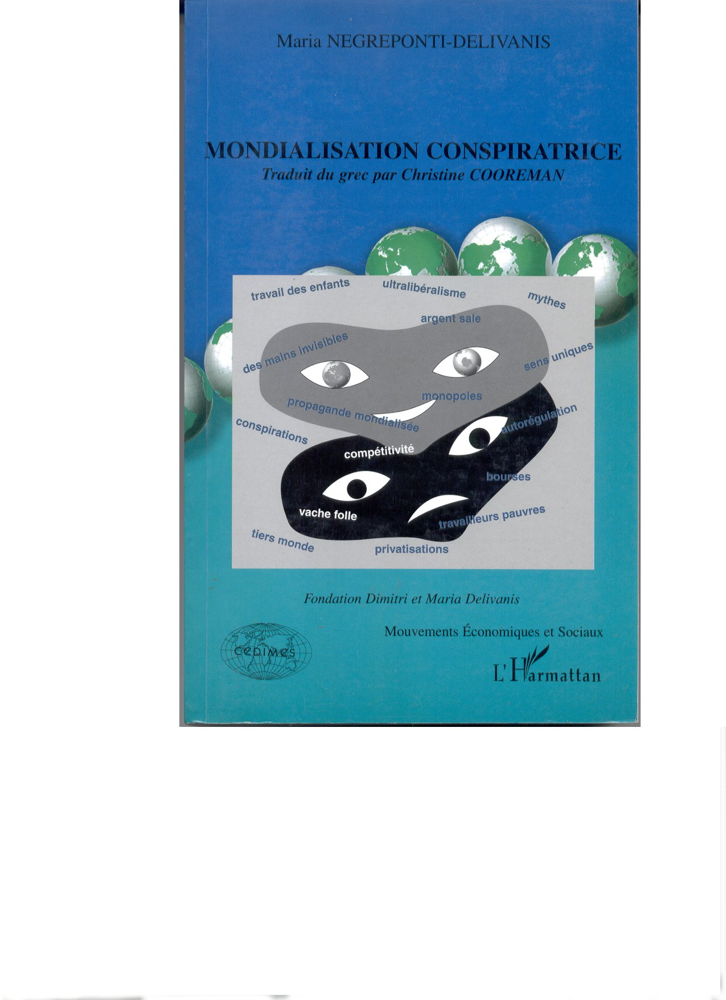 Maria NEGREPONTI-DELIVANIS
MONDIALISATION CONSPIRATRICE
Traduit du grec par Christine COOREMAN
travail des enfants
ultralibéralisme
mythes
argent sale
des mains invisibles
sens uniques
monopoles
propagande mondialisée
autorégulation
conspirations
compétitivité
bourses
vache folle
travailleurs pauvres
tiers monde
privatisations
Fondation Dimitri et Maria Delivanis
Mouvements Économiques et Sociaux
CEDIMES
L'Harmattan